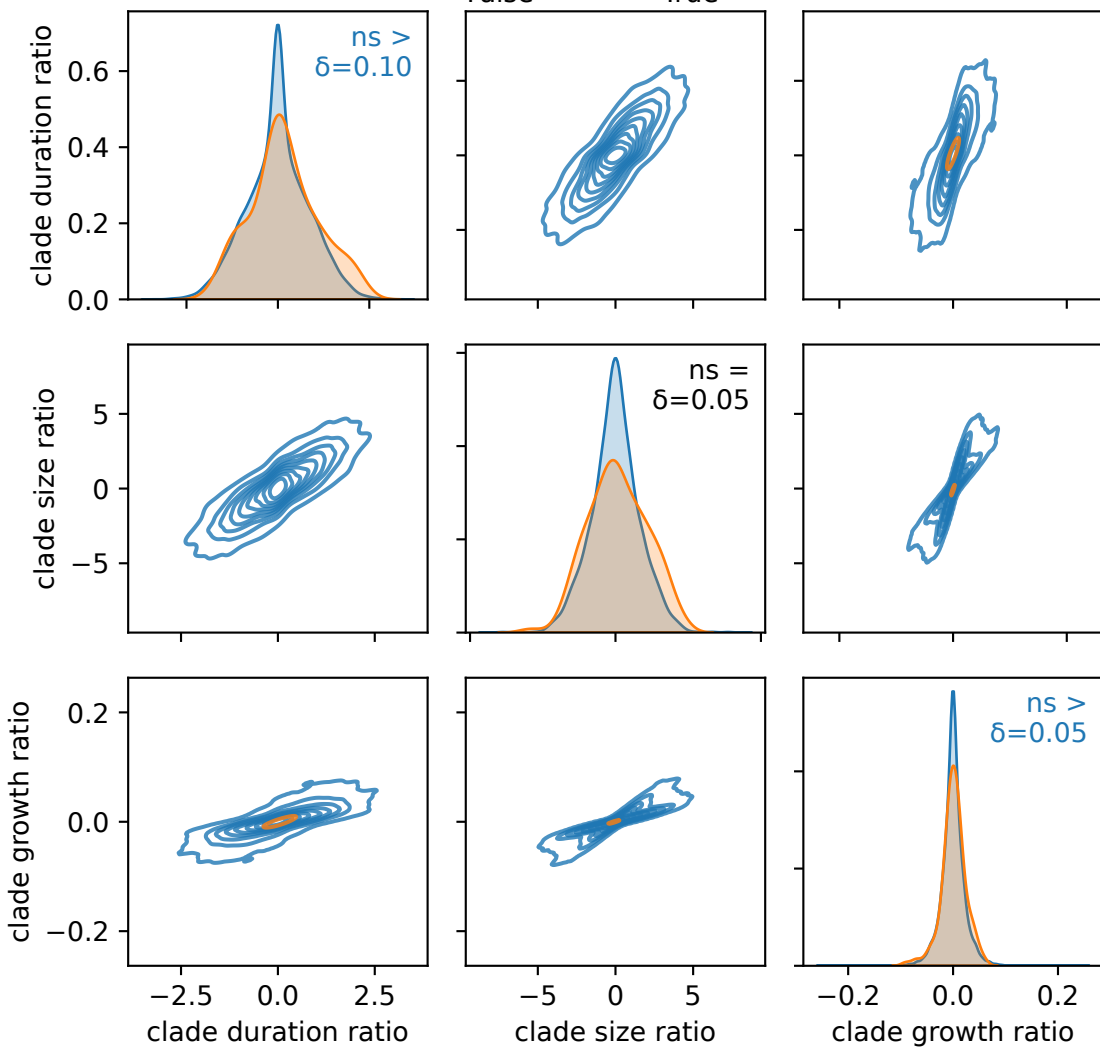 True
clade duration ratio
0.6
0.4
0.2
0.0
ns >
δ=0.10
clade size ratio
5
0
−5
ns =
δ=0.05
clade growth ratio
0.2
0.0
−0.2
ns >
δ=0.05
−2.5 0.0 2.5
clade duration ratio
−5 0 5
clade size ratio
−0.2 0.0 0.2
clade growth ratio